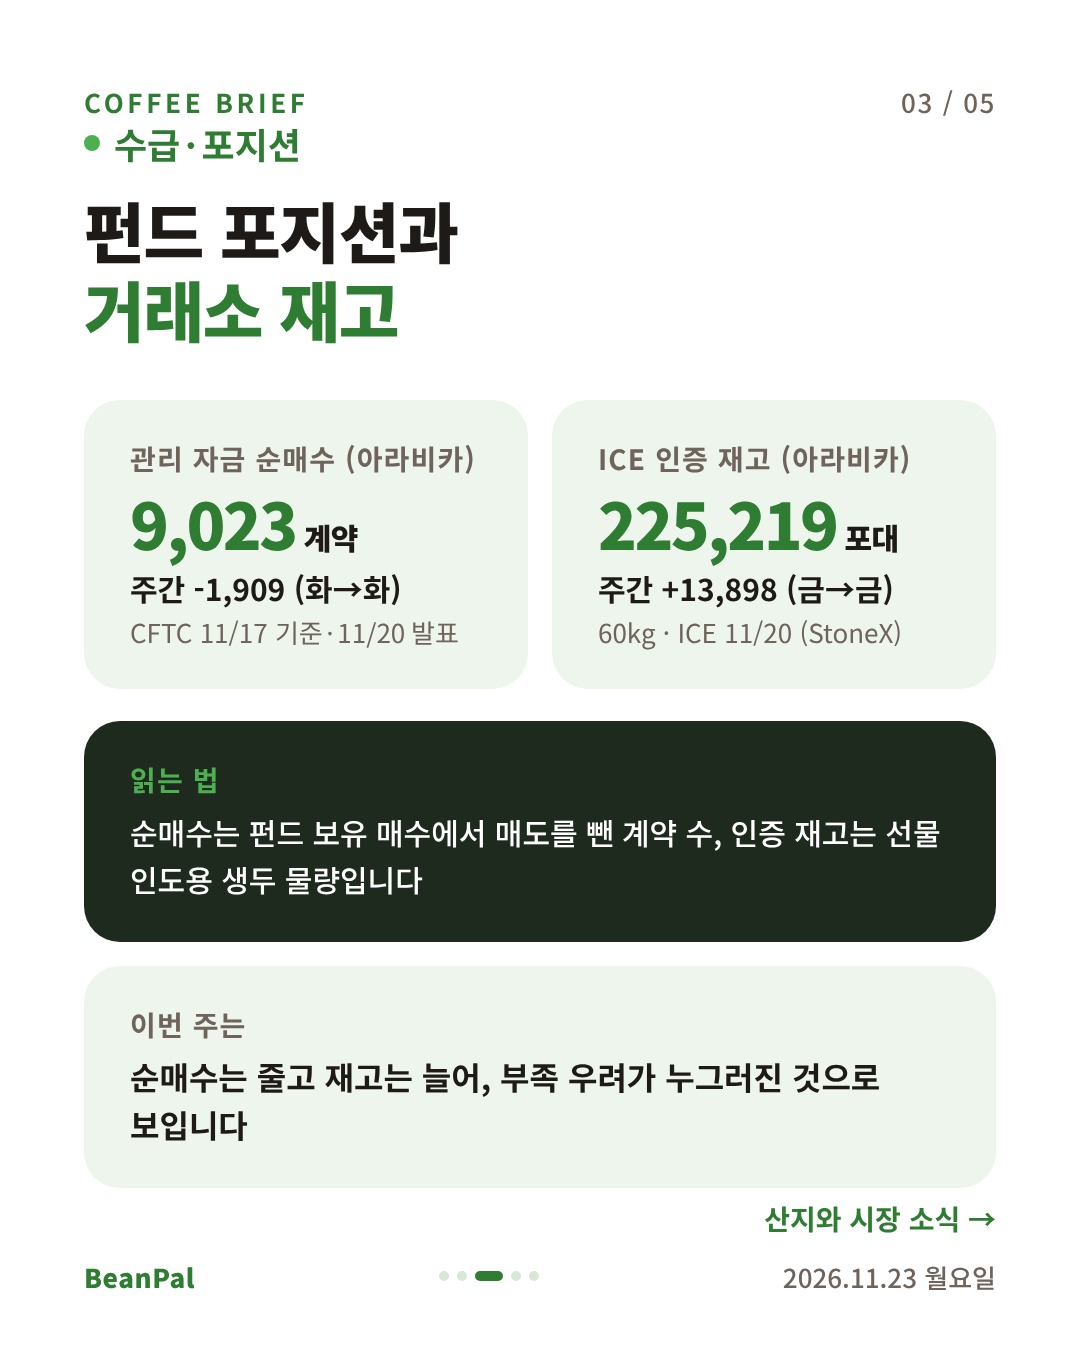 COFFEE BRIEF
03 / 05
수급·포지션
펀드 포지션과
거래소 재고
관리 자금 순매수 (아라비카)
9,023 계약
주간 -1,909 (화→화)
CFTC 11/17 기준·11/20 발표
ICE 인증 재고 (아라비카)
225,219 포대
주간 +13,898 (금→금)
60kg · ICE 11/20 (StoneX)
읽는 법
순매수는 펀드 보유 매수에서 매도를 뺀 계약 수, 인증 재고는 선물
인도용 생두 물량입니다
이번 주는
순매수는 줄고 재고는 늘어, 부족 우려가 누그러진 것으로
보입니다
산지와 시장 소식 →
BeanPal
2026.11.23 월요일